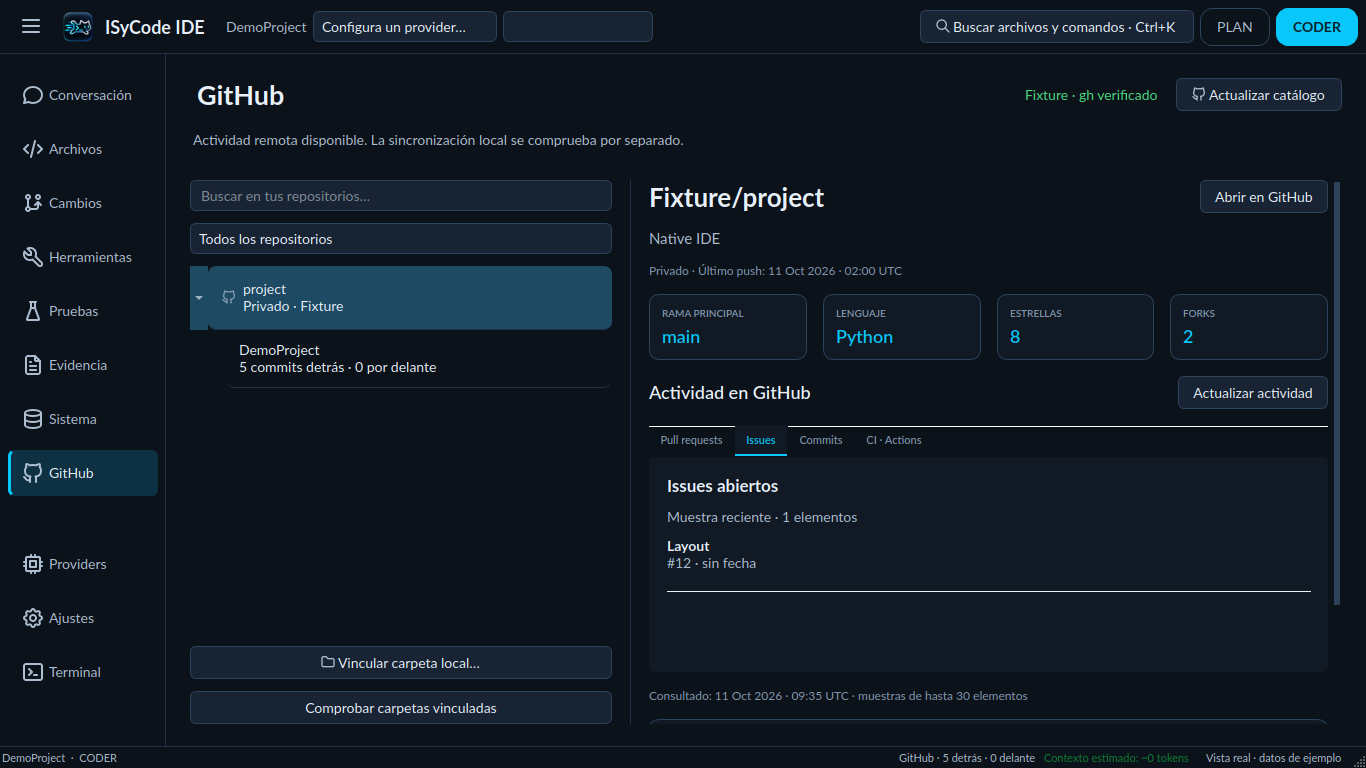 ISyCode IDE
DemoProject
Configura un provider...
Buscar archivos y comandos · Ctrl+K
PLAN
CODER
Conversación
Archivos
Cambios
Herramientas
Pruebas
Evidencia
Sistema
GitHub
Providers
Ajustes
Terminal
GitHub
Fixture · gh verificado
Actualizar catálogo
Actividad remota disponible. La sincronización local se comprueba por separado.
Buscar en tus repositorios...
Todos los repositorios
project
Privado · Fixture
DemoProject
5 commits detrás · 0 por delante
Vincular carpeta local...
Comprobar carpetas vinculadas
Fixture/project
Abrir en GitHub
Native IDE
Privado · Último push: 11 Oct 2026 · 02:00 UTC
RAMA PRINCIPAL
main
LENGUAJE
Python
ESTRELLAS
8
FORKS
2
Actividad en GitHub
Actualizar actividad
Pull requests
Issues
Commits
CI · Actions
Issues abiertos
Muestra reciente · 1 elementos
Layout
#12 · sin fecha
Consultado: 11 Oct 2026 · 09:35 UTC · muestras de hasta 30 elementos
DemoProject · CODER
GitHub · 5 detrás · 0 delante
Contexto estimado: ~0 tokens
Vista real · datos de ejemplo